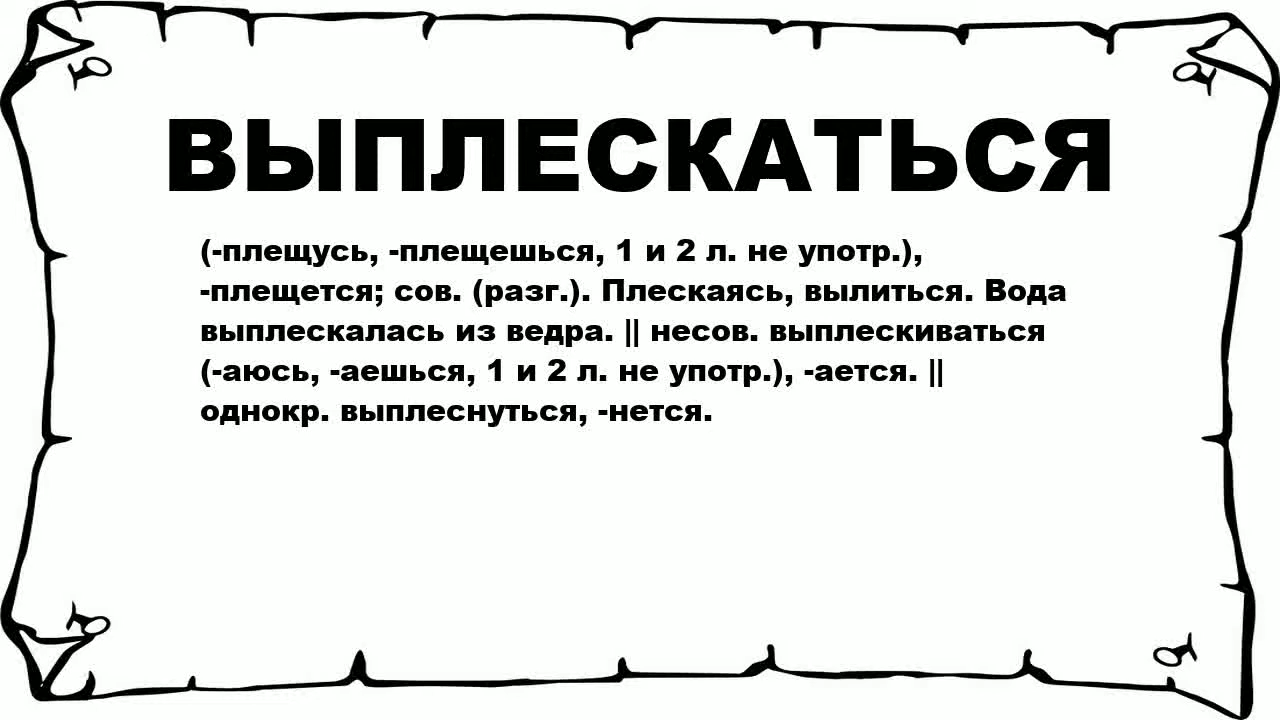 ВЫПЛЕСКАТЬСЯ
(-плещусь, -плещешься, 1 и 2 л. не употр.),
-плещется; сов. (разг.). Плескаясь, вылиться. Вода
выплескалась из ведра. || несов. выплескиваться
(-аюсь, -аешься, 1 и 2 л. не употр.), -ается. ||
однокр. выплеснуться, -нется.